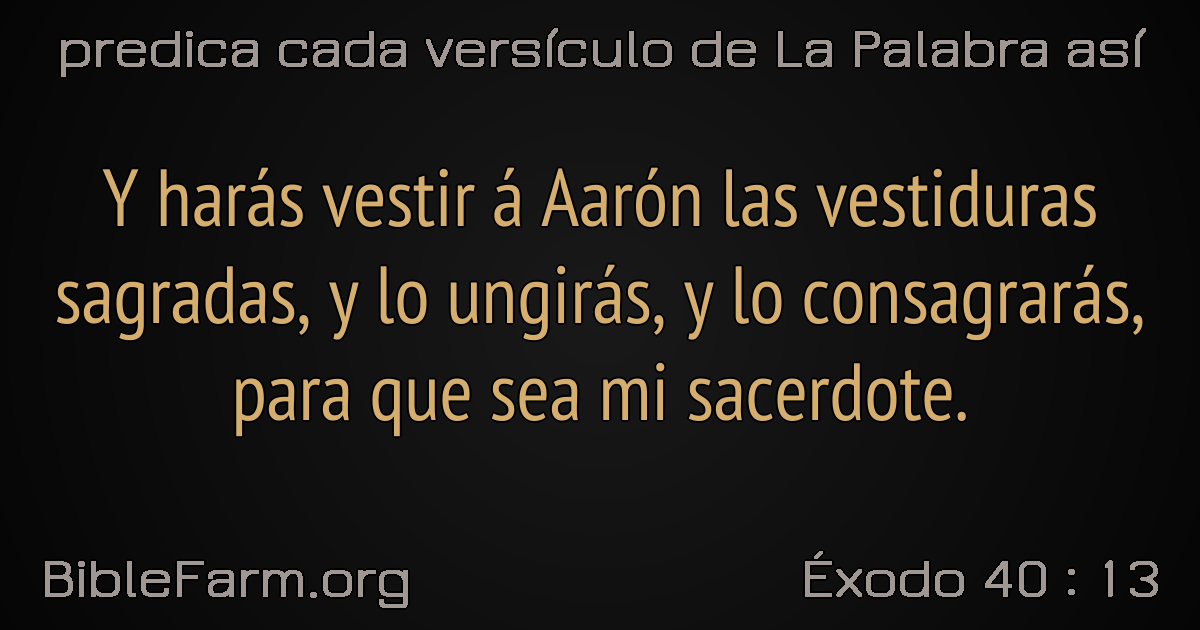 predica cada versículo de La Palabra así
Y harás vestir á Aarón las vestiduras
sagradas, y lo ungirás, y lo consagrarás,
para que sea mi sacerdote.
BibleFarm.org
Éxodo 40 : 13